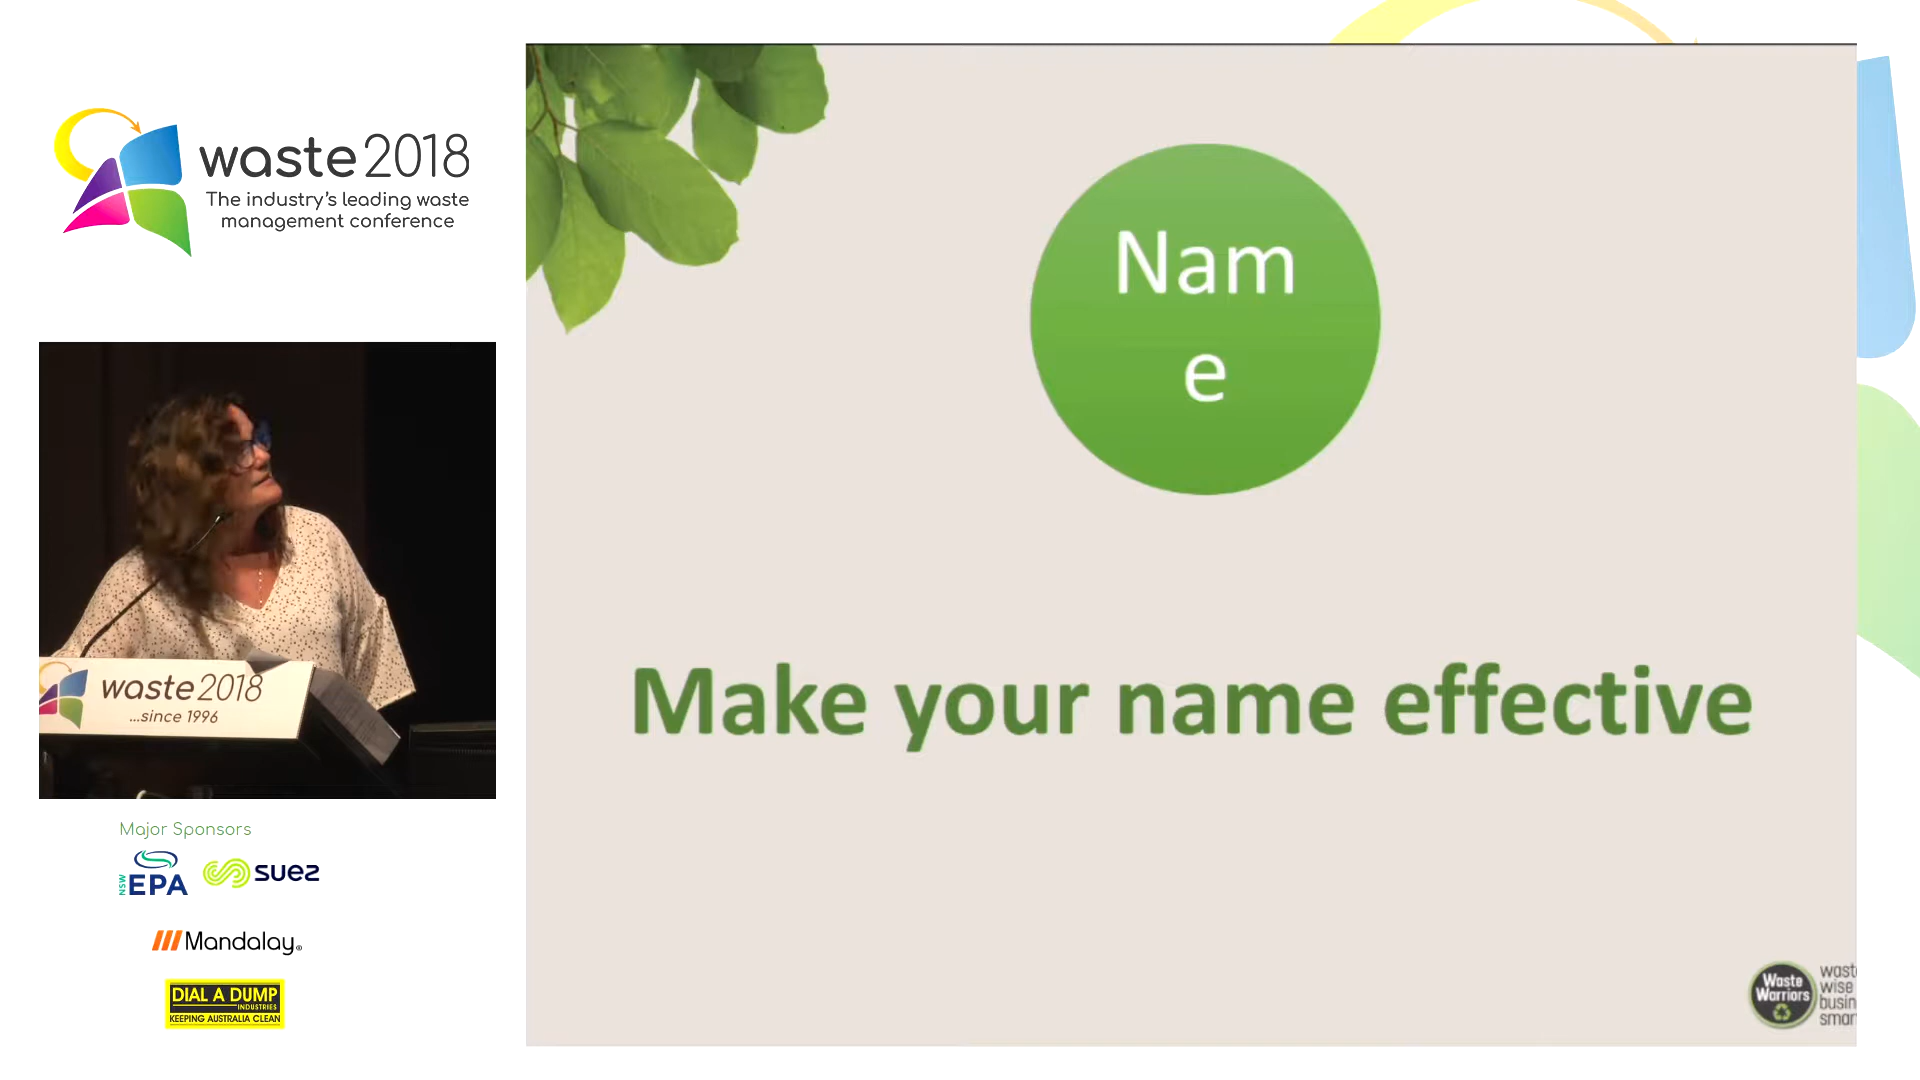 waste2018
The industry's leading waste
management conference
Nam
e
Make your name effective
waste2018
...since 1996
Major Sponsors
NSW EPA
suez
Mandalay®
DIAL A DUMP
INDUSTRIES
KEEPING AUSTRALIA CLEAN
Waste
Warriors
wast
wise
busin
smar